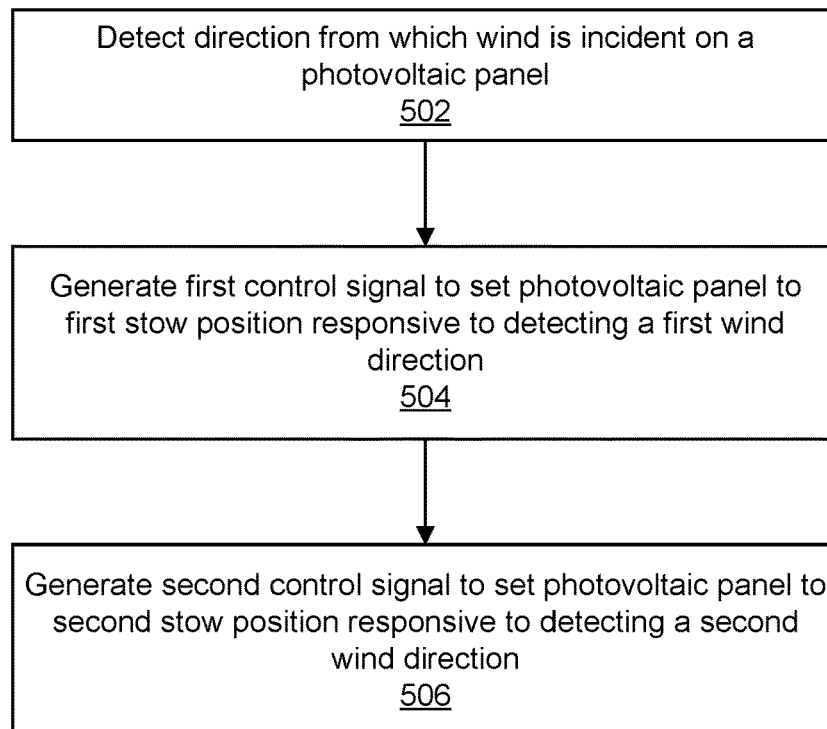 Detect direction from which wind is incident on a
photovoltaic panel
502
Generate first control signal to set photovoltaic panel to
first stow position responsive to detecting a first wind
direction
504
Generate second control signal to set photovoltaic panel to
second stow position responsive to detecting a second
wind direction
506